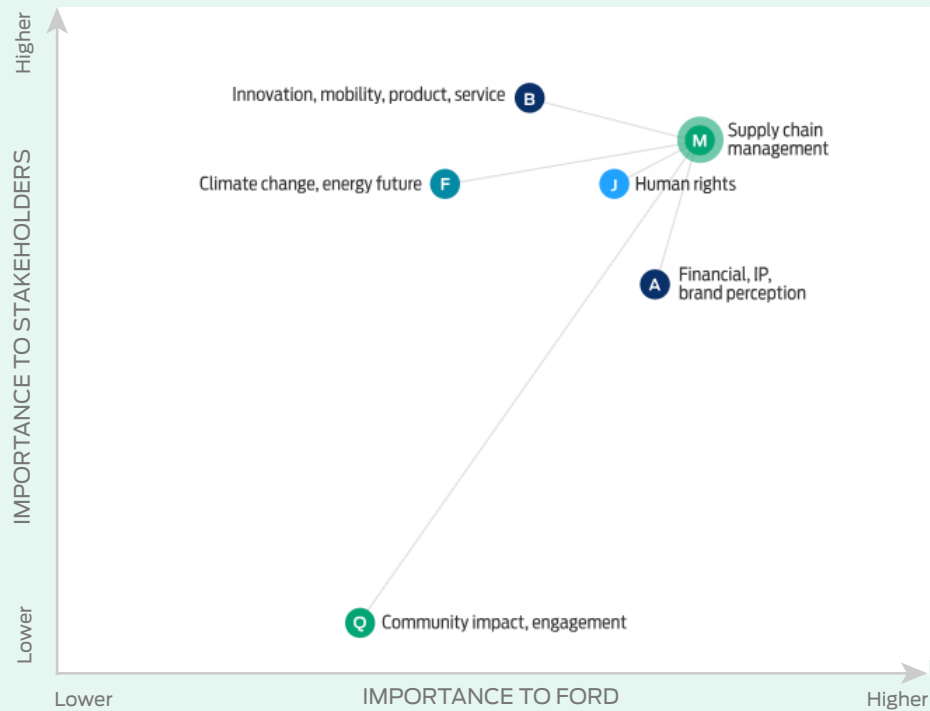 Higher
IMPORTANCE TO STAKEHOLDERS
Lower
Innovation, mobility, product, service
B
M
Supply chain
management
Climate change, energy future
F
J
Human rights
A
Financial, IP,
brand perception
Q
Community impact, engagement
Lower
IMPORTANCE TO FORD
Higher